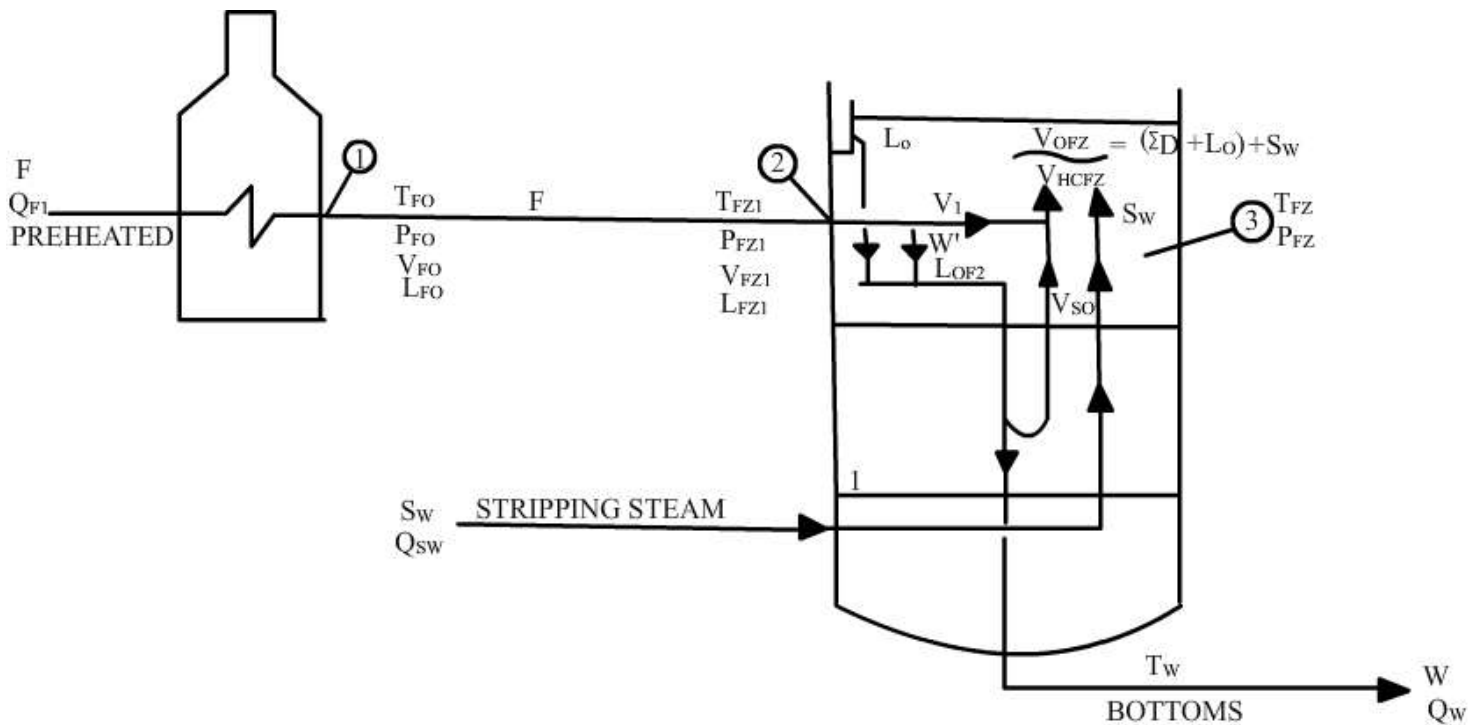 F
QF1
PREHEATED
1
TFO
PFO
VFO
LFO
F
TFZ1
PFZ1
VFZ1
LFZ1
2
Lo
VOFZ = (ΣD +LO) + SW
VHCFZ
V1
SW
3
TFZ
PFZ
W'
LOF2
VSO
1
SW
QSW
STRIPPING STEAM
TW
BOTTOMS
W
QW